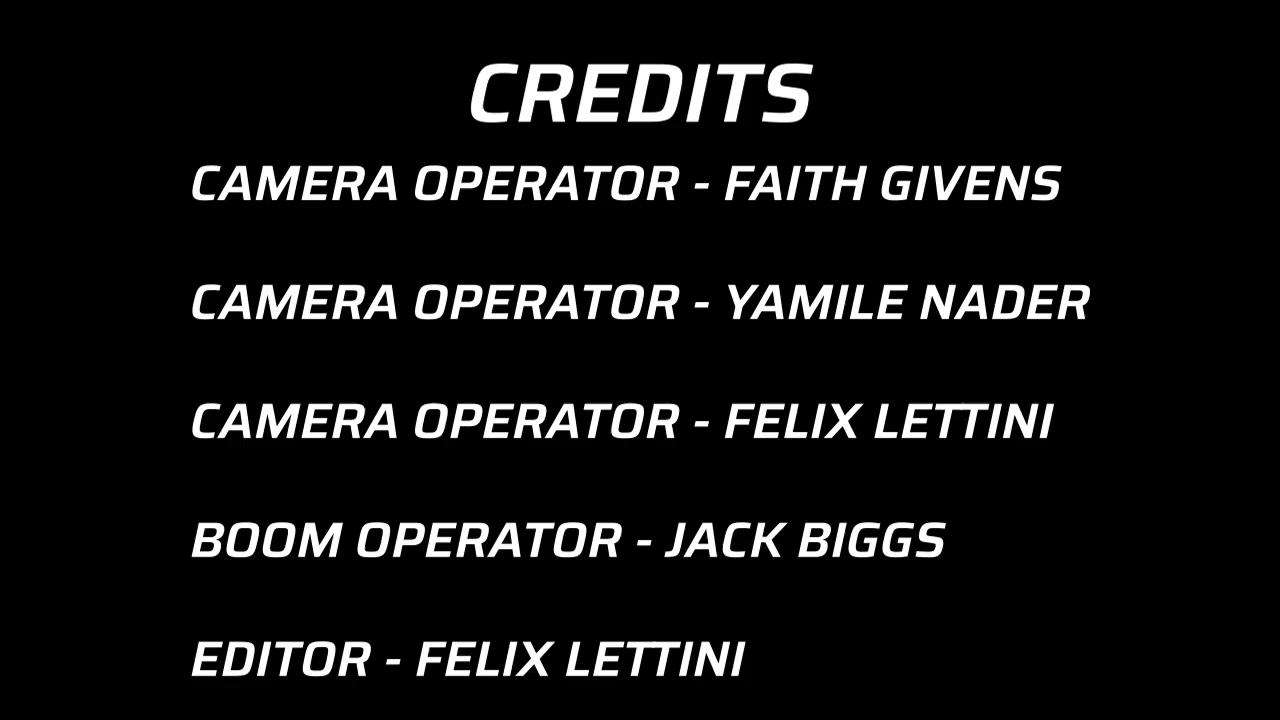 CREDITS
CAMERA OPERATOR - FAITH GIVENS
CAMERA OPERATOR - YAMILE NADER
CAMERA OPERATOR - FELIX LETTINI
BOOM OPERATOR - JACK BIGGS
EDITOR - FELIX LETTINI